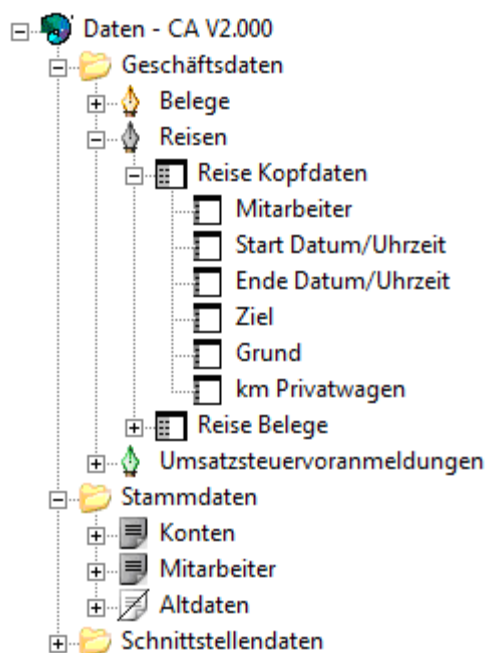 Daten - CA V2.000
Geschäftsdaten
Belege
Reisen
Reise Kopfdaten
Mitarbeiter
Start Datum/Uhrzeit
Ende Datum/Uhrzeit
Ziel
Grund
km Privatwagen
Reise Belege
Umsatzsteuervoranmeldungen
Stammdaten
Konten
Mitarbeiter
Altdaten
Schnittstellendaten